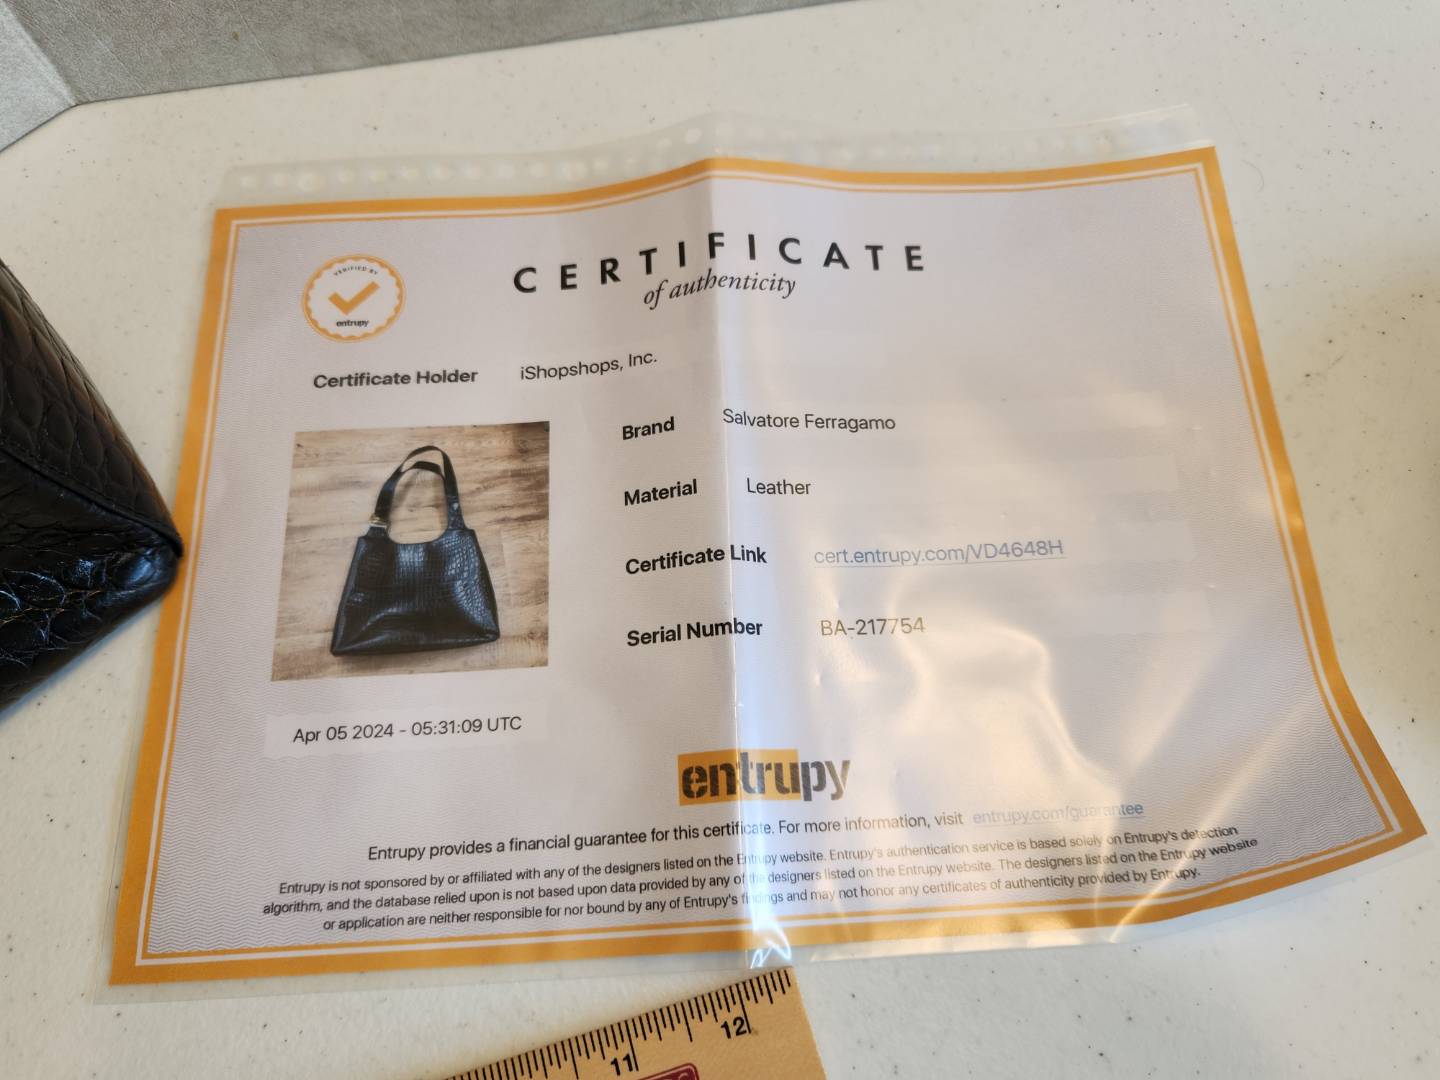 CERTIFICATE
of authenticity
VERIFIED BY
entrupy
Certificate Holder iShopshops, Inc.
Brand Salvatore Ferragamo
Material Leather
Certificate Link cert.entrupy.com/VD4648H
Serial Number BA-217754
Apr 05 2024 - 05:31:09 UTC
entrupy
Entrupy provides a financial guarantee for this certificate. For more information, visit entrupy.com/guarantee
Entrupy is not sponsored by or affiliated with any of the designers listed on the Entrupy website. Entrupy's authentication service is based solely on Entrupy's detection
algorithm, and the database relied upon is not based upon data provided by any of the designers listed on the Entrupy website. The designers listed on the Entrupy website
or application are neither responsible for nor bound by any of Entrupy's findings and may not honor any certificates of authenticity provided by Entrupy.
11 12